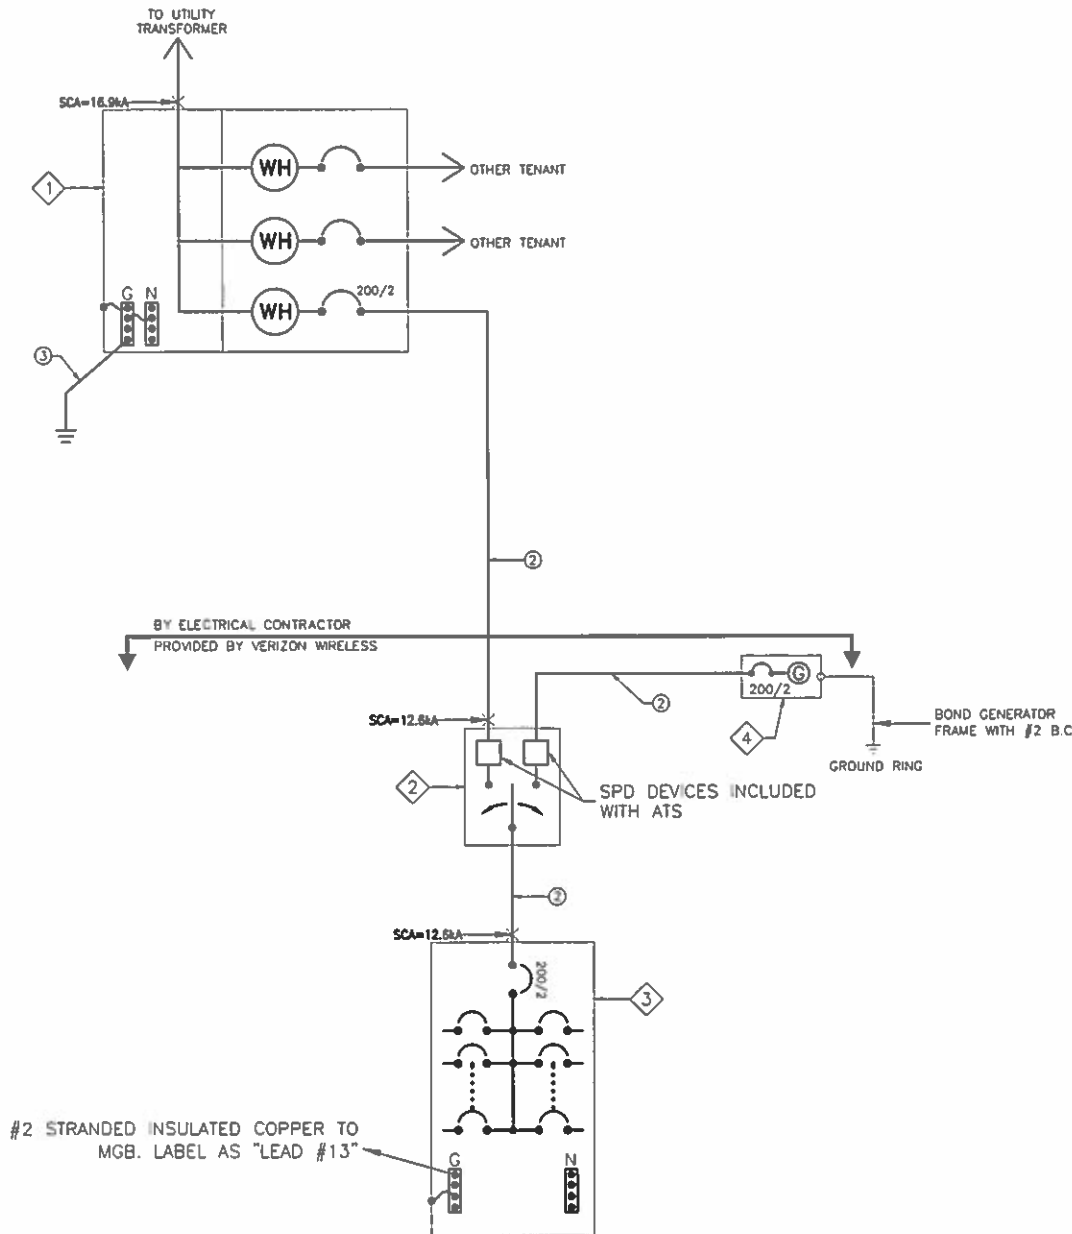 TO UTILITY
TRANSFORMER
SCA=16.9kA
1
WH
OTHER TENANT
WH
OTHER TENANT
WH
200/2
G N
3
2
BY ELECTRICAL CONTRACTOR
PROVIDED BY VERIZON WIRELESS
G
200/2
2
4
BOND GENERATOR
FRAME WITH #2 B.C
GROUND RING
SCA=12.6kA
2
SPD DEVICES INCLUDED
WITH ATS
2
SCA=12.6kA
200/2
3
#2 STRANDED INSULATED COPPER TO
MGB. LABEL AS "LEAD #13"
G
N